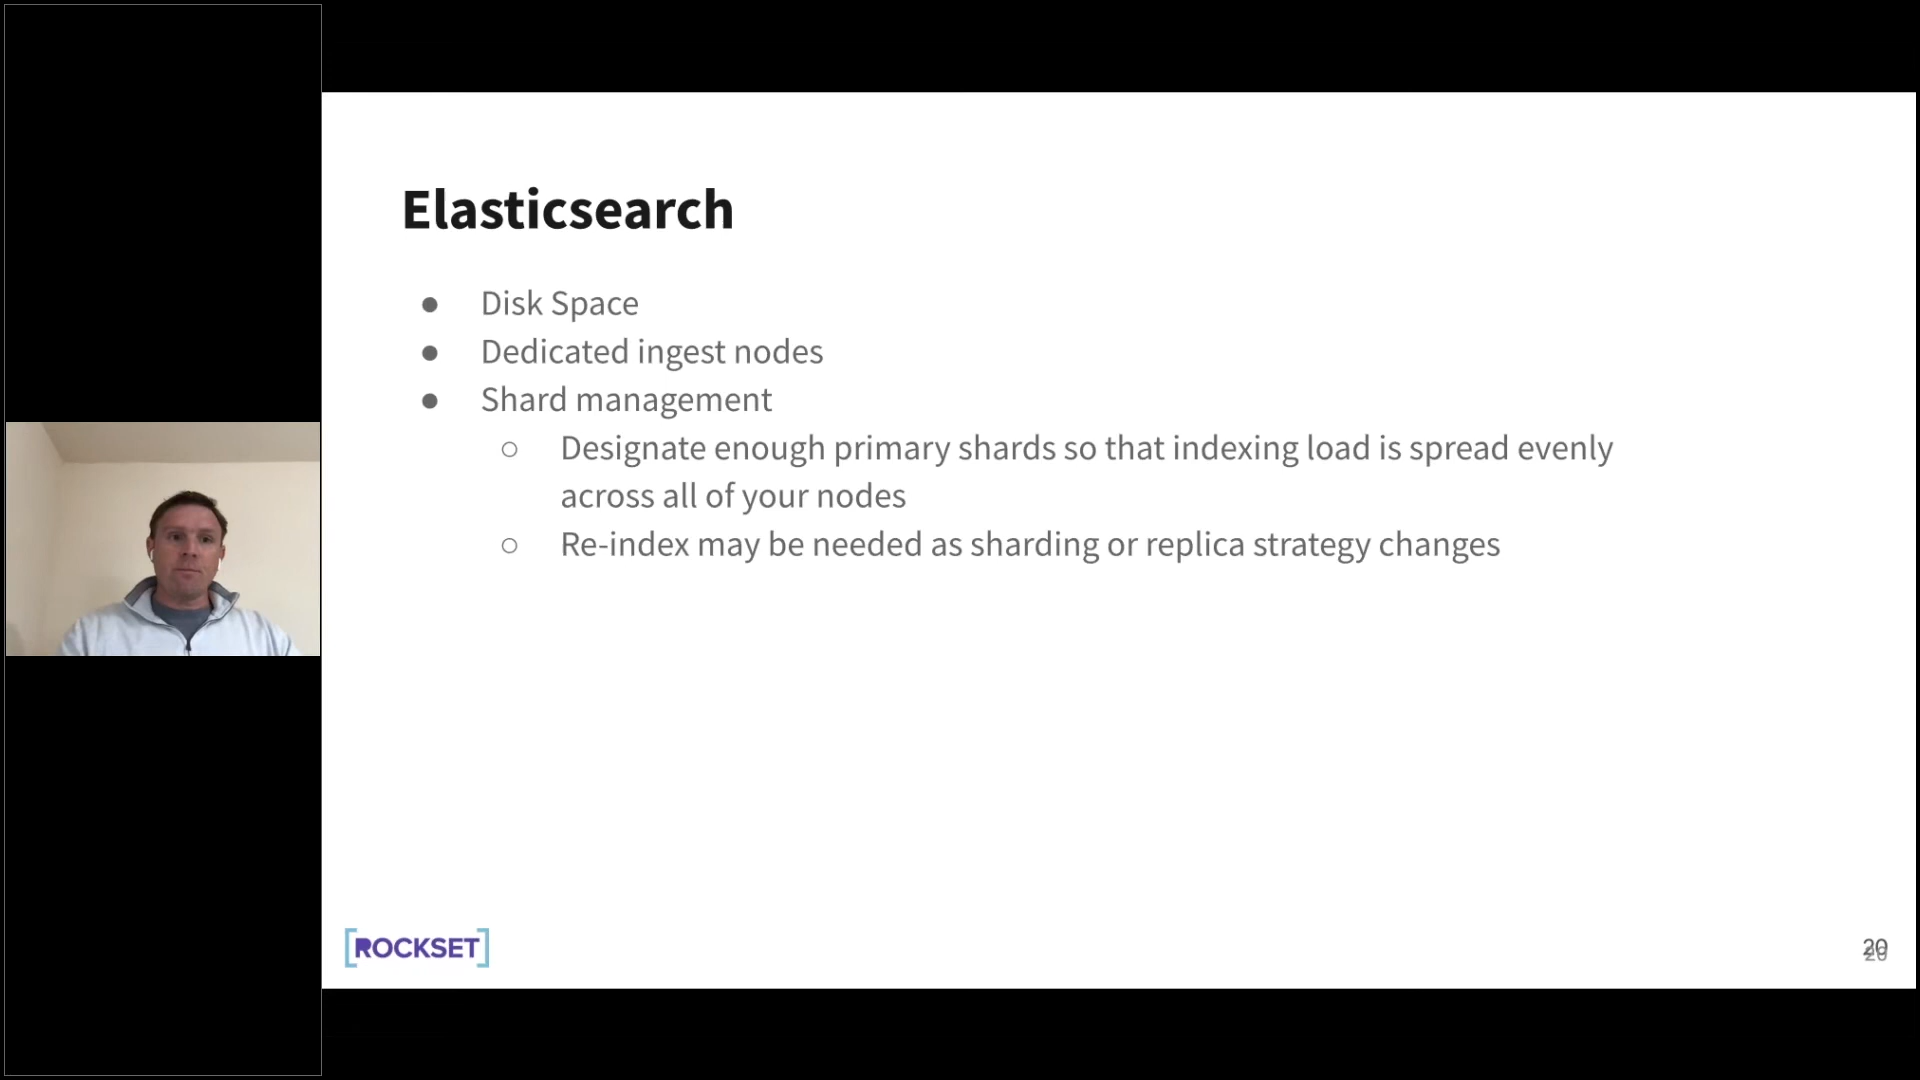 Elasticsearch
● Disk Space
● Dedicated ingest nodes
● Shard management
○ Designate enough primary shards so that indexing load is spread evenly
across all of your nodes
○ Re-index may be needed as sharding or replica strategy changes
[ROCKSET]
20